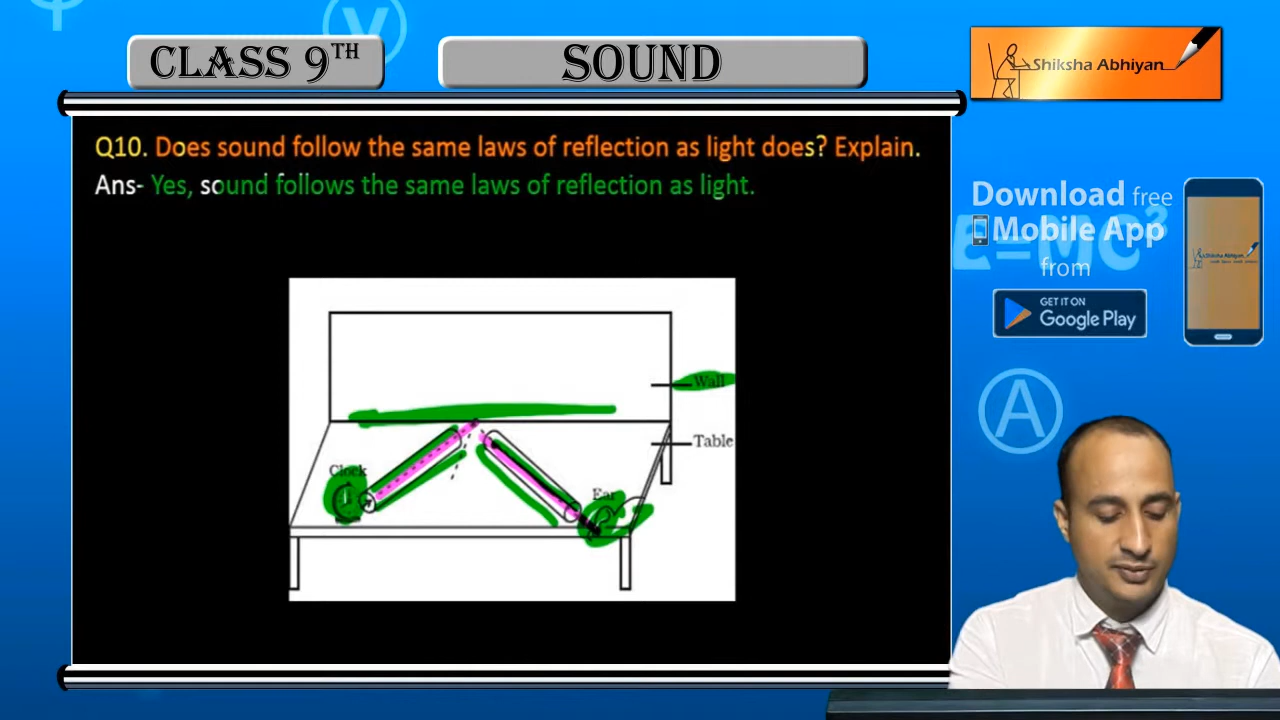 CLASS 9TH
SOUND
Shiksha Abhiyan
Q10. Does sound follow the same laws of reflection as light does? Explain.
Ans- Yes, sound follows the same laws of reflection as light.
Download free
Mobile App
from
GET IT ON
Google Play
E=MC²
Wall
Table
Clock
Ear
A